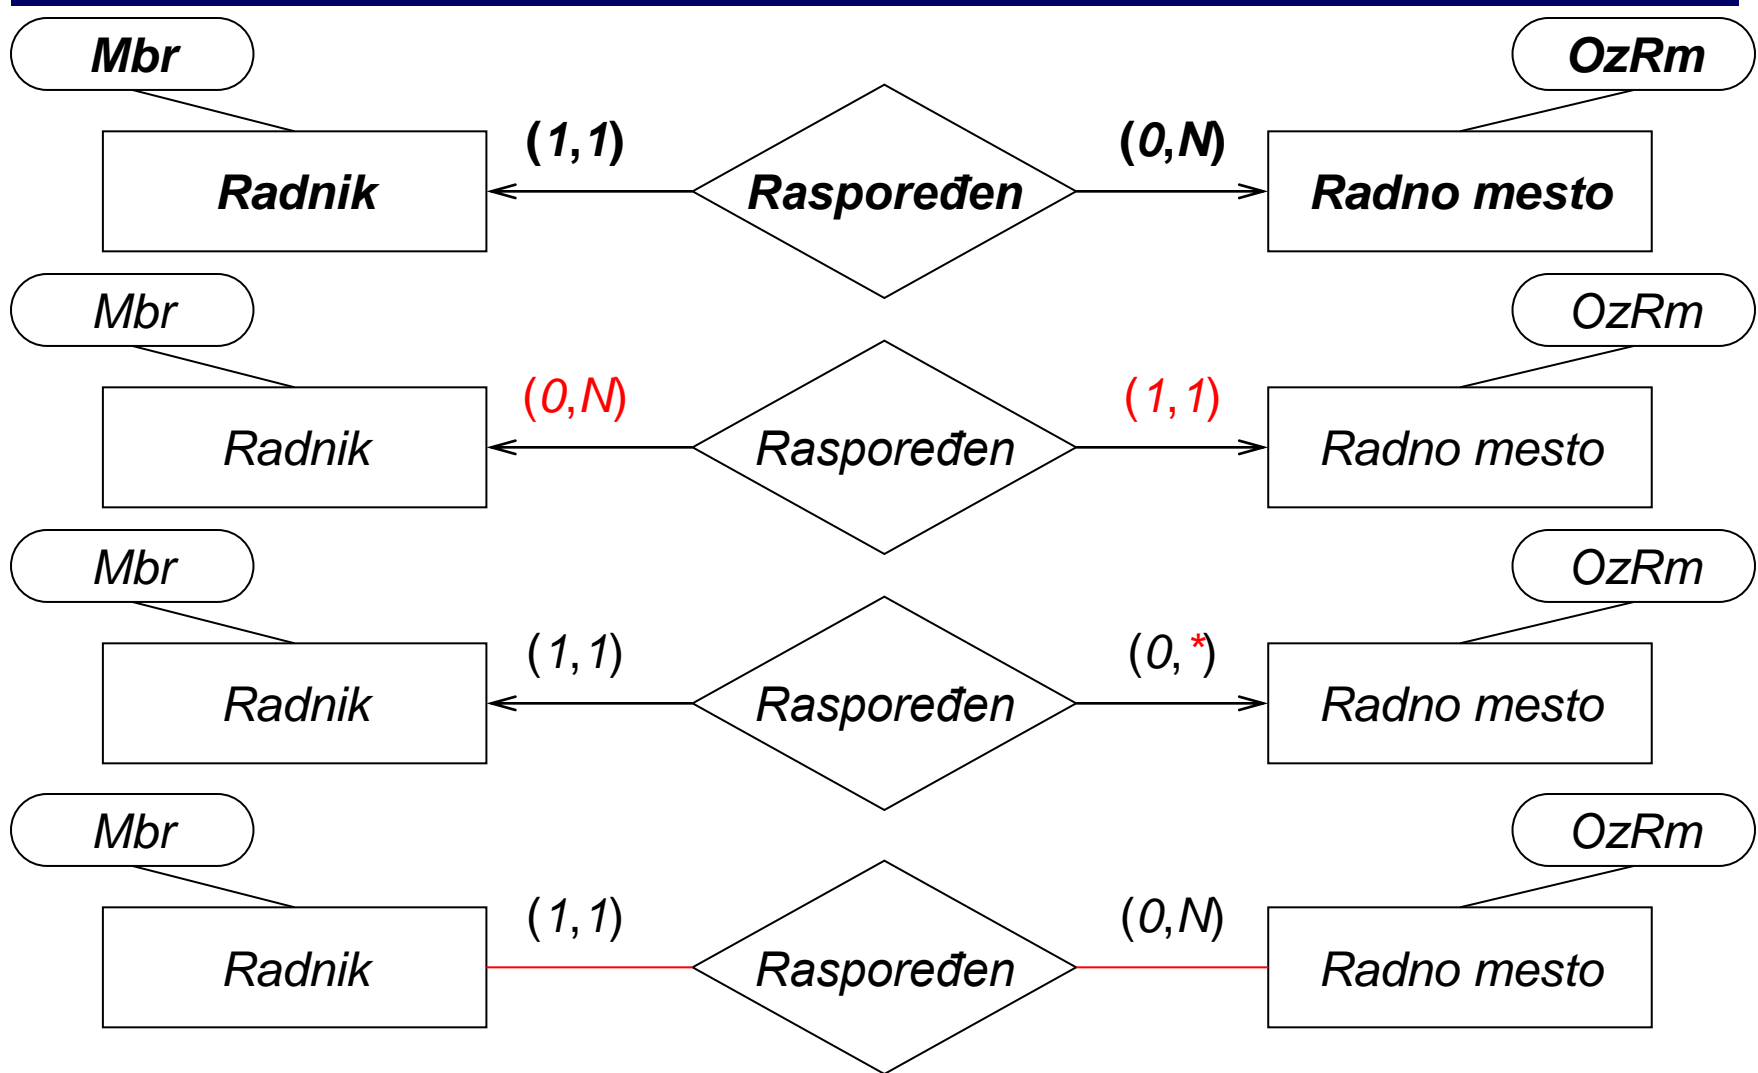 Mbr OzRm
(1,1) (0,N)
Radnik Raspoređen Radno mesto
Mbr OzRm
(0,N) (1,1)
Radnik Raspoređen Radno mesto
Mbr OzRm
(1,1) (0,*)
Radnik Raspoređen Radno mesto
Mbr OzRm
(1,1) (0,N)
Radnik Raspoređen Radno mesto